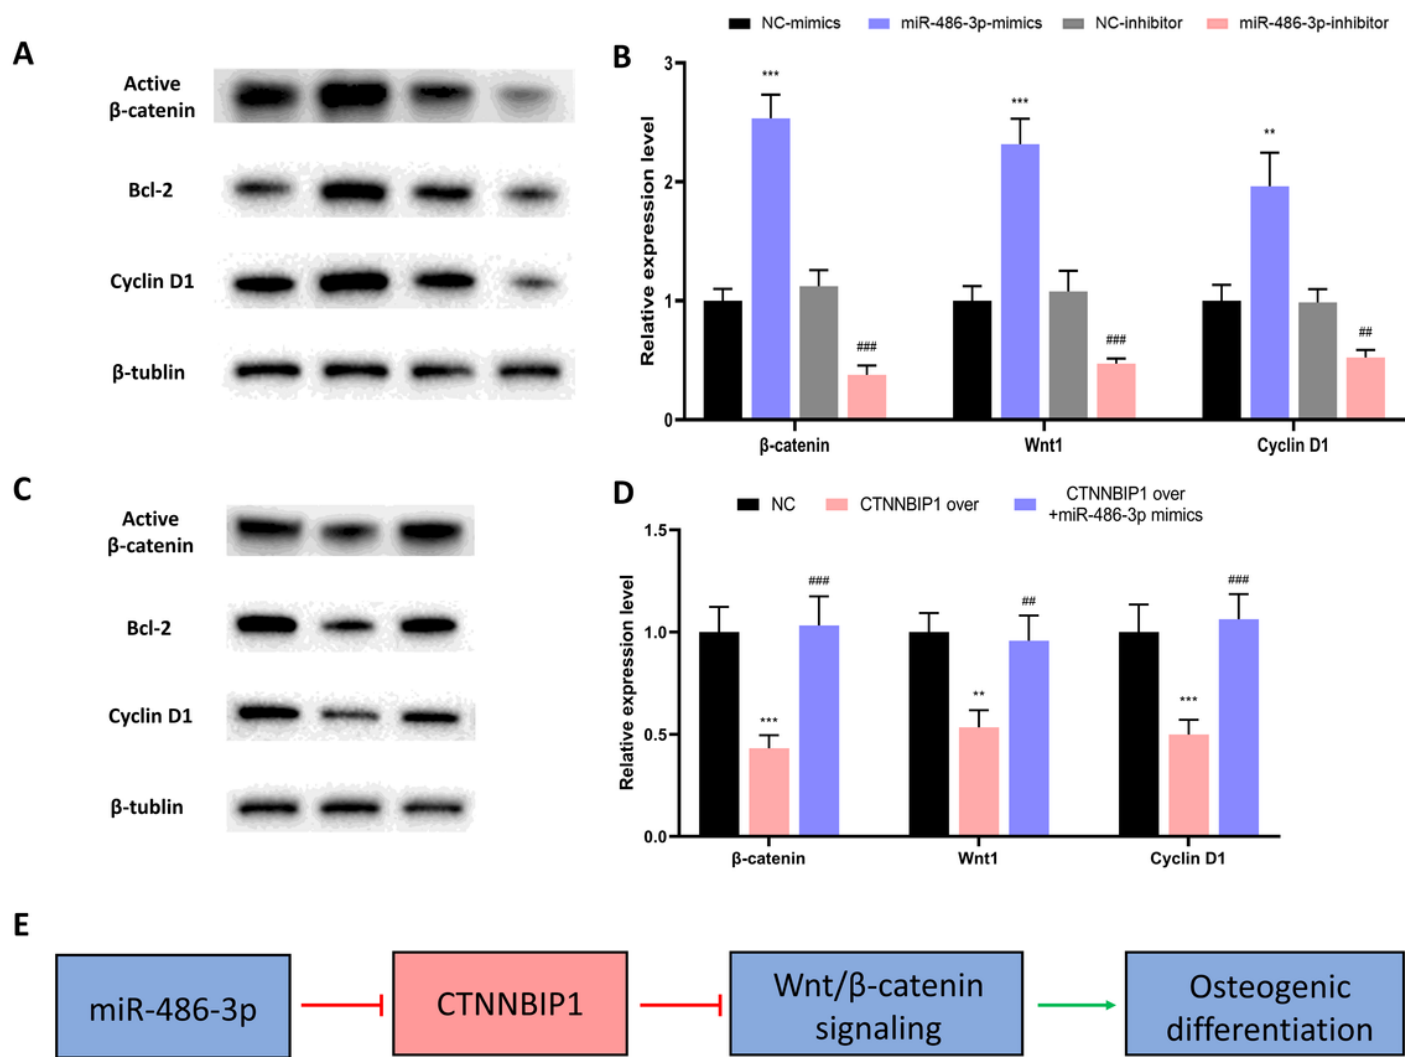 NC-mimics miR-486-3p-mimics NC-inhibitor miR-486-3p-inhibitor
A
Active
β-catenin
Bcl-2
Cyclin D1
β-tublin
B
Relative expression level
3
2
1
0
***
###
***
###
**
##
β-catenin Wnt1 Cyclin D1
C
Active
β-catenin
Bcl-2
Cyclin D1
β-tublin
D
NC CTNNBIP1 over CTNNBIP1 over
+miR-486-3p mimics
Relative expression level
1.5
1.0
0.5
0.0
***
###
**
##
***
###
β-catenin Wnt1 Cyclin D1
E
miR-486-3p
CTNNBIP1
Wnt/β-catenin
signaling
Osteogenic
differentiation